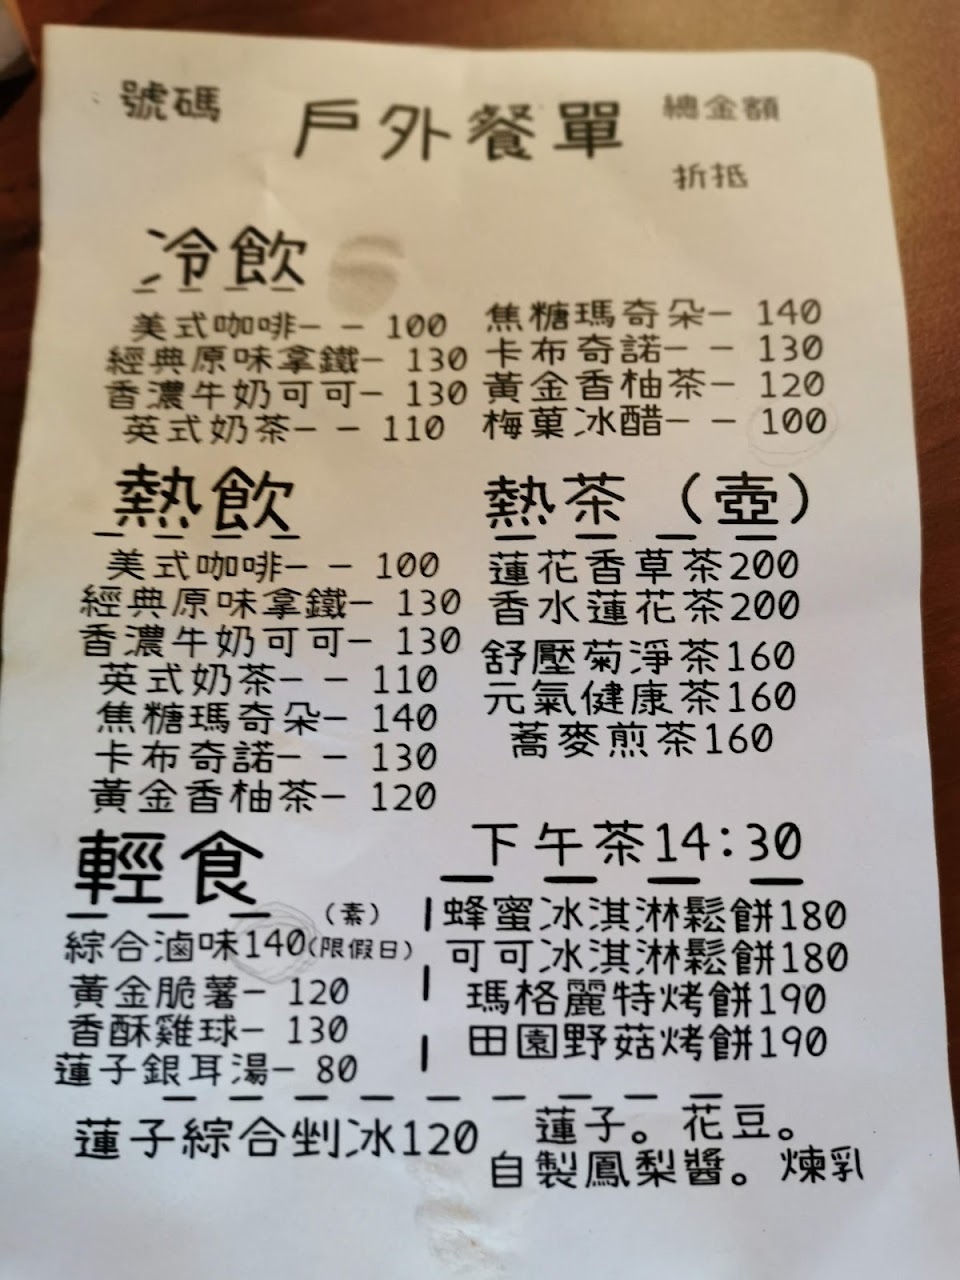 號碼
戶外餐單
總金額
折抵
冷飲
美式咖啡- - 100
經典原味拿鐵- 130
香濃牛奶可可- 130
英式奶茶- - 110
焦糖瑪奇朵- 140
卡布奇諾- - 130
黃金香柚茶- 120
梅菓冰醋- - 100
熱飲
美式咖啡- - 100
經典原味拿鐵- 130
香濃牛奶可可- 130
英式奶茶- - 110
焦糖瑪奇朵- 140
卡布奇諾- - 130
黃金香柚茶- 120
熱茶（壺）
蓮花香草茶200
香水蓮花茶200
舒壓菊淨茶160
元氣健康茶160
蕎麥煎茶160
輕食
（素）
綜合滷味140(限假日)
黃金脆薯- 120
香酥雞球- 130
蓮子銀耳湯- 80
下午茶14:30
蜂蜜冰淇淋鬆餅180
可可冰淇淋鬆餅180
瑪格麗特烤餅190
田園野菇烤餅190
蓮子綜合剉冰120
蓮子。花豆。
自製鳳梨醬。煉乳